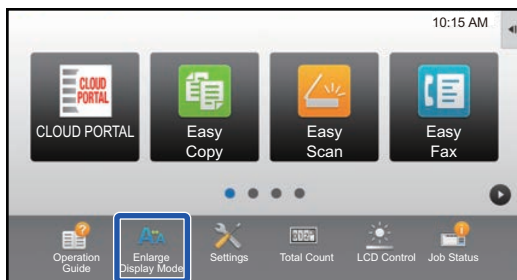 10:15 AM
CLOUD
PORTAL
CLOUD PORTAL
Easy
Copy
Easy
Scan
Easy
Fax
Operation
Guide
Enlarge
Display Mode
Settings
Total Count
LCD Control
Job Status